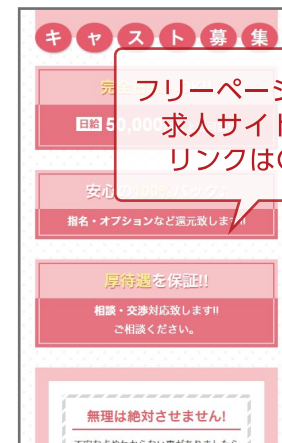 キャスト募集
フリーページ
求人サイト
リンクは
日給 50,000
安心
指名・オプションなど還元致します
厚待遇を保証!!
相談・交渉対応致します!!
ご相談ください。
無理は絶対させません!